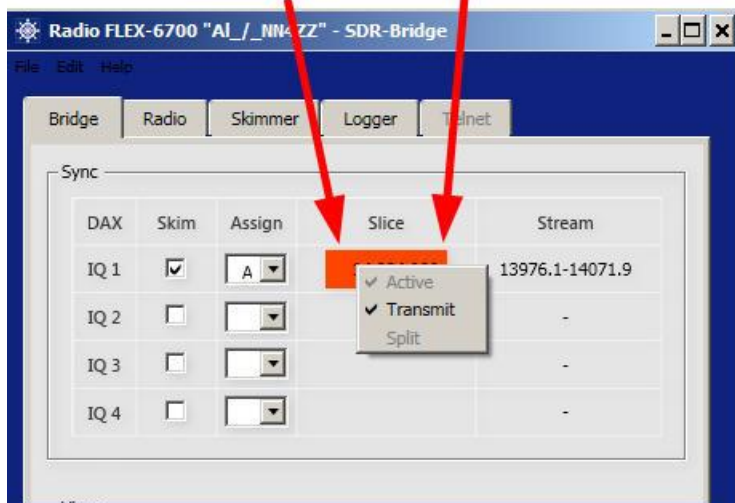 Radio FLEX-6700 "Al_/_NN4ZZ" - SDR-Bridge
File Edit Help
Bridge Radio Skimmer Logger Telnet
Sync
DAX Skim Assign Slice Stream
IQ 1 A 13976.1-14071.9
Active
Transmit
IQ 2 -
Split
IQ 3 -
IQ 4 -